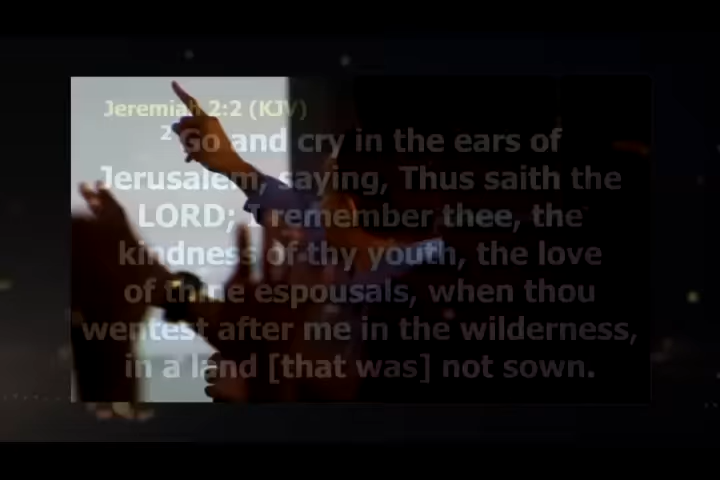 Jeremiah 2:2 (KJV)
2 Go and cry in the ears of
Jerusalem, saying, Thus saith the
LORD; I remember thee, the
kindness of thy youth, the love
of thine espousals, when thou
wentest after me in the wilderness,
in a land [that was] not sown.